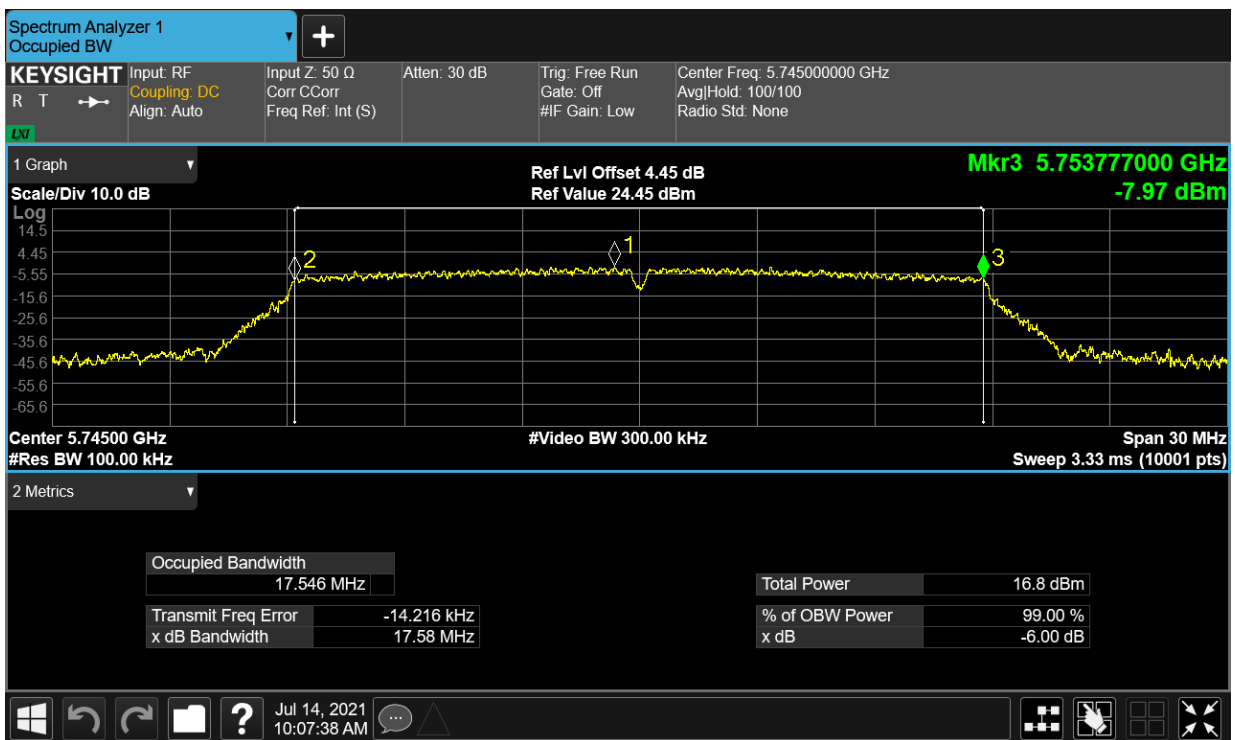 Spectrum Analyzer 1
Occupied BW
▼
+
KEYSIGHT
R T
LXI
Input: RF
Coupling: DC
Align: Auto
Input Z: 50 Ω
Corr CCorr
Freq Ref: Int (S)
Atten: 30 dB
Trig: Free Run
Gate: Off
#IF Gain: Low
Center Freq: 5.745000000 GHz
Avg|Hold: 100/100
Radio Std: None
1 Graph ▼
Scale/Div 10.0 dB
Ref Lvl Offset 4.45 dB
Ref Value 24.45 dBm
Mkr3 5.753777000 GHz
-7.97 dBm
Log
14.5
4.45
-5.55
-15.6
-25.6
-35.6
-45.6
-55.6
-65.6
2
1
3
Center 5.74500 GHz
#Res BW 100.00 kHz
#Video BW 300.00 kHz
Span 30 MHz
Sweep 3.33 ms (10001 pts)
2 Metrics ▼
Occupied Bandwidth
17.546 MHz
Transmit Freq Error -14.216 kHz
x dB Bandwidth 17.58 MHz
Total Power 16.8 dBm
% of OBW Power 99.00 %
x dB -6.00 dB
?
Jul 14, 2021
10:07:38 AM